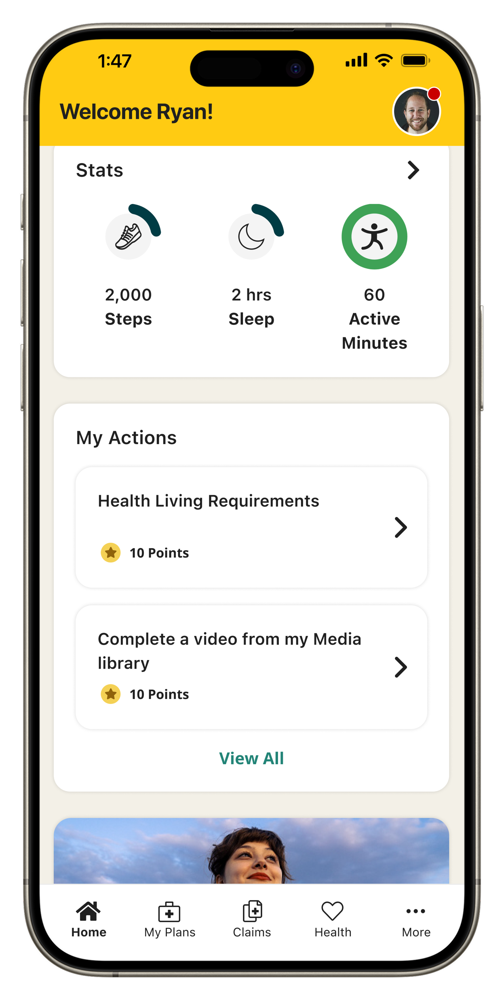 1:47
Welcome Ryan!
Stats
2,000
Steps
2 hrs
Sleep
60
Active
Minutes
My Actions
Health Living Requirements
10 Points
Complete a video from my Media
library
10 Points
View All
Home
My Plans
Claims
Health
More